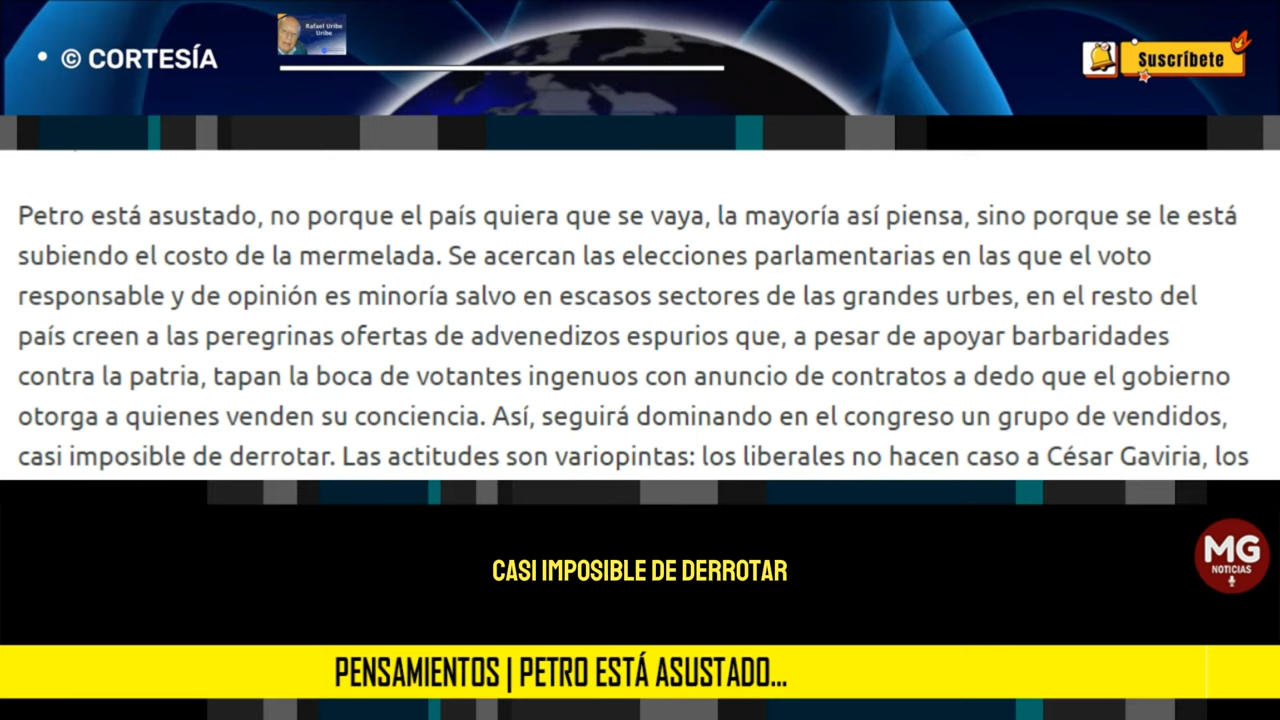 • © CORTESÍA
Rafael Uribe
Uribe
Suscríbete
Petro está asustado, no porque el país quiera que se vaya, la mayoría así piensa, sino porque se le está
subiendo el costo de la mermelada. Se acercan las elecciones parlamentarias en las que el voto
responsable y de opinión es minoría salvo en escasos sectores de las grandes urbes, en el resto del
país creen a las peregrinas ofertas de advenedizos espurios que, a pesar de apoyar barbaridades
contra la patria, tapan la boca de votantes ingenuos con anuncio de contratos a dedo que el gobierno
otorga a quienes venden su conciencia. Así, seguirá dominando en el congreso un grupo de vendidos,
casi imposible de derrotar. Las actitudes son variopintas: los liberales no hacen caso a César Gaviria, los
CASI IMPOSIBLE DE DERROTAR
MG
NOTICIAS
PENSAMIENTOS | PETRO ESTÁ ASUSTADO...